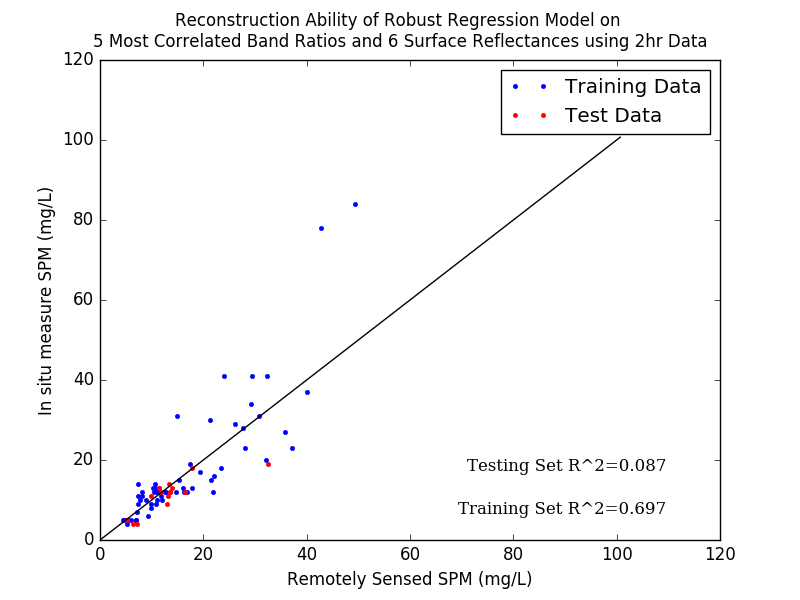 Reconstruction Ability of Robust Regression Model on
5 Most Correlated Band Ratios and 6 Surface Reflectances using 2hr Data
120
100
80
60
40
20
0
In situ measure SPM (mg/L)
Training Data
Test Data
Testing Set R^2=0.087
Training Set R^2=0.697
0 20 40 60 80 100 120
Remotely Sensed SPM (mg/L)